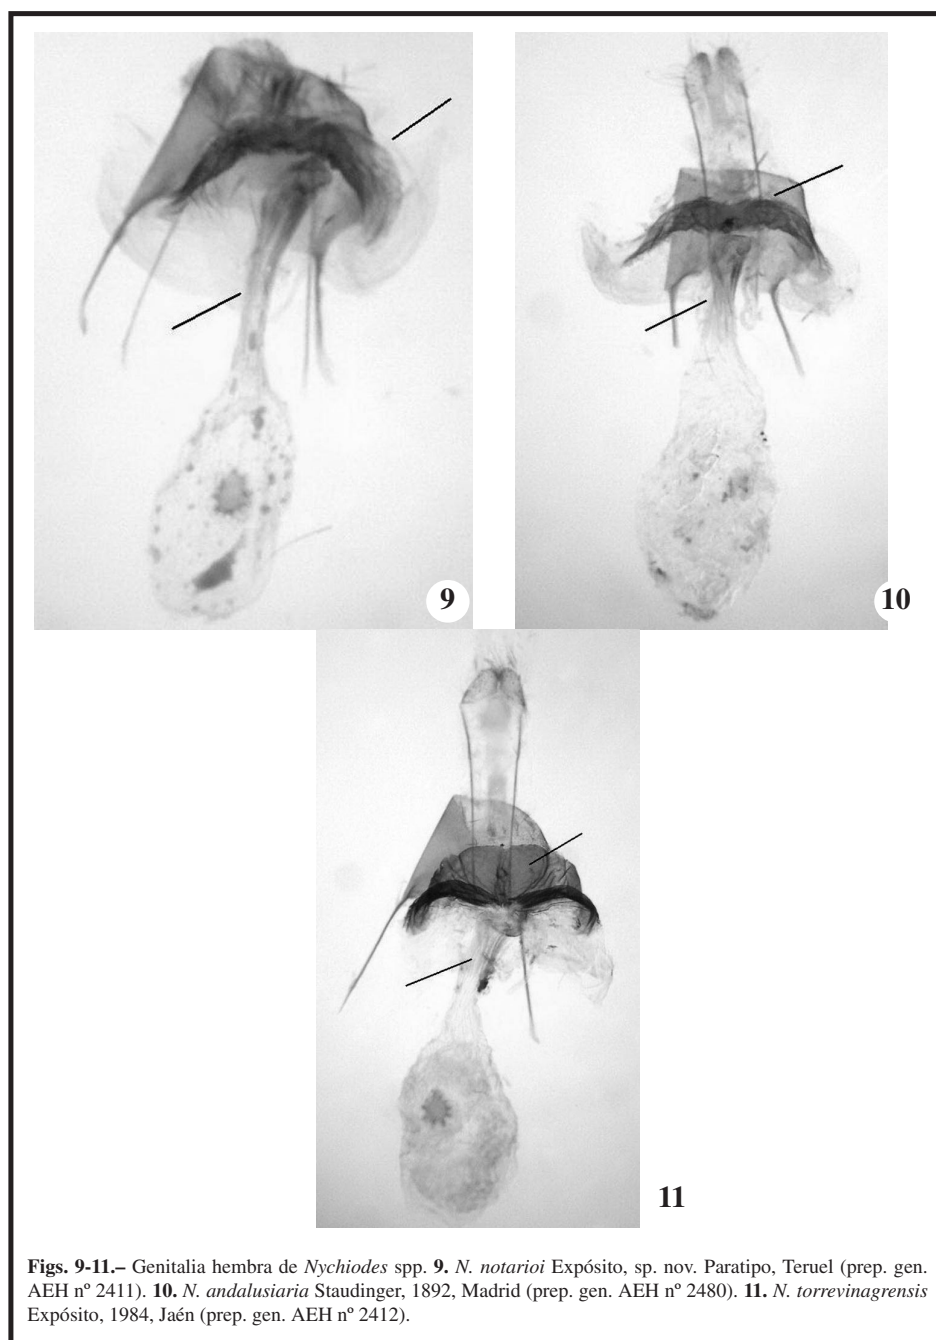 9
10
11
Figs. 9-11.– Genitalia hembra de Nychiodes spp. 9. N. notarioi Expósito, sp. nov. Paratipo, Teruel (prep. gen.
AEH nº 2411). 10. N. andalusiaria Staudinger, 1892, Madrid (prep. gen. AEH nº 2480). 11. N. torrevinagrensis
Expósito, 1984, Jaén (prep. gen. AEH nº 2412).